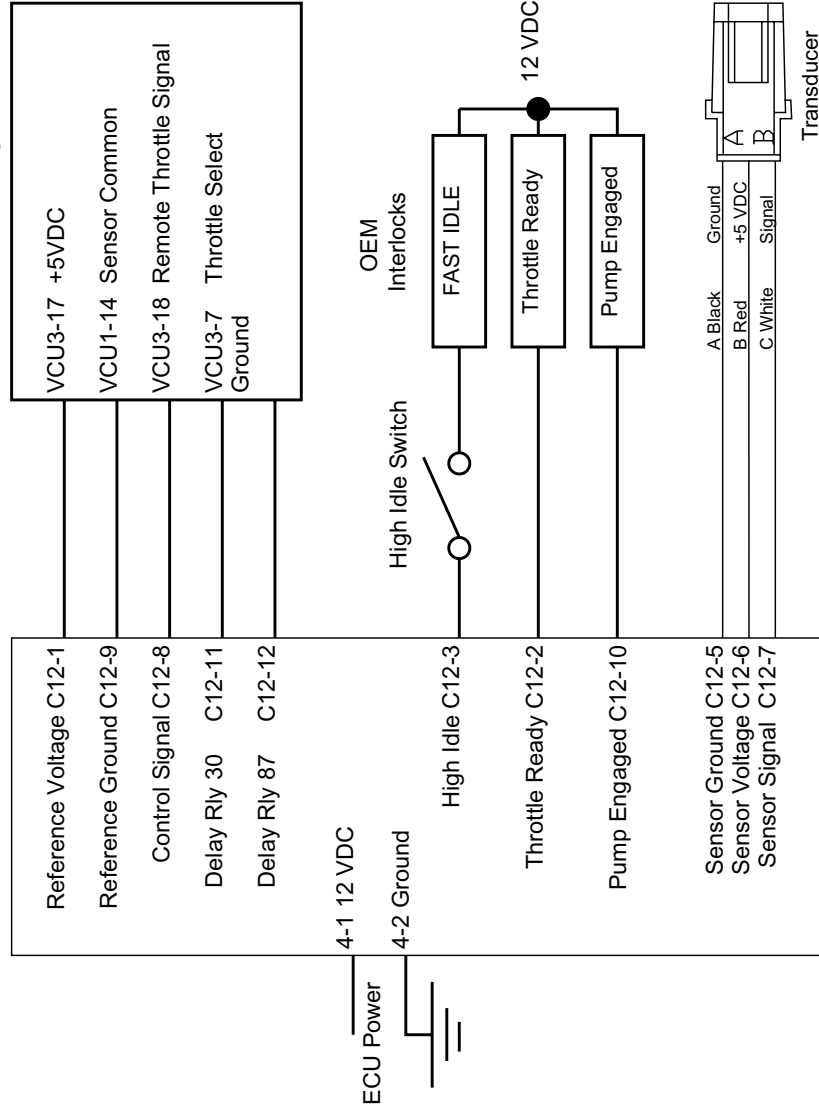 VCU3-17 +5VDC
VCU1-14 Sensor Common
VCU3-18 Remote Throttle Signal
VCU3-7 Throttle Select
Ground
Reference Voltage C12-1
Reference Ground C12-9
Control Signal C12-8
Delay Rly 30 C12-11
Delay Rly 87 C12-12
4-1 12 VDC
4-2 Ground
ECU Power
High Idle C12-3
Throttle Ready C12-2
Pump Engaged C12-10
Sensor Ground C12-5
Sensor Voltage C12-6
Sensor Signal C12-7
High Idle Switch
OEM
Interlocks
FAST IDLE
Throttle Ready
Pump Engaged
12 VDC
A Black Ground
B Red +5 VDC
C White Signal
A
B
Transducer